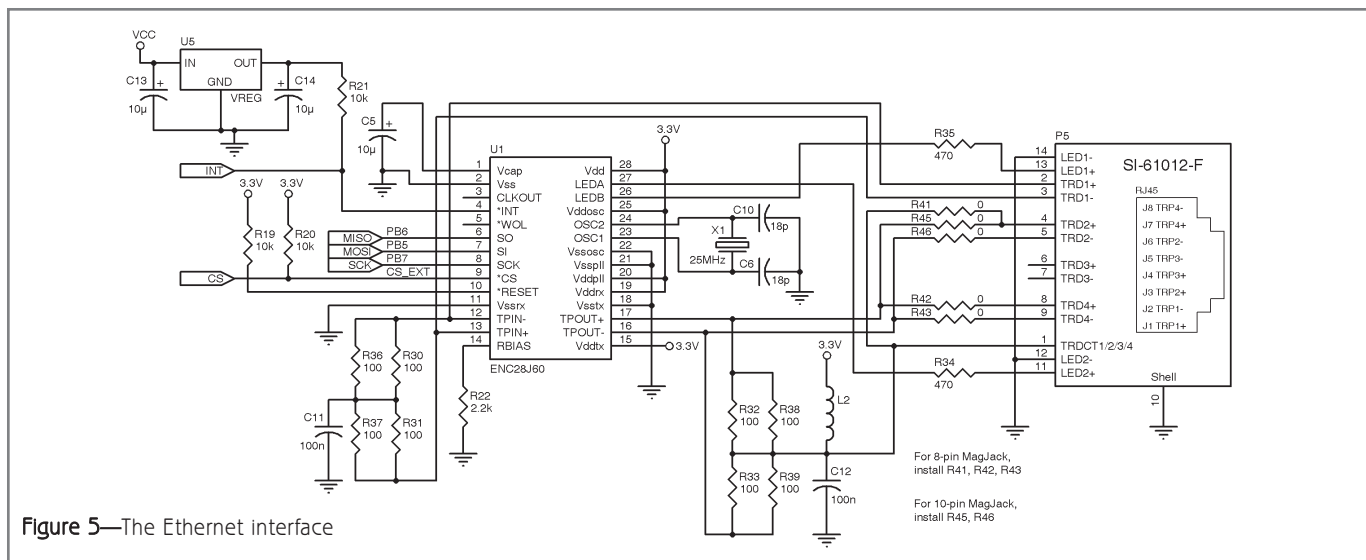 VCC
U5
IN
OUT
GND
VREG
C13
+
10µ
+
C14
10µ
R21
10k
C5
+
10µ
INT
3.3V
3.3V
R19
10k
R20
10k
MISO
PB6
MOSI
PB5
SCK
PB7
CS_EXT
CS
U1
1
Vcap
2
Vss
3
CLKOUT
4
*INT
5
*WOL
6
SO
7
SI
8
SCK
9
*CS
10
*RESET
11
Vssrx
12
TPIN-
13
TPIN+
14
RBIAS
Vdd
28
LEDA
27
LEDB
26
Vddosc
25
OSC2
24
OSC1
23
Vssosc
22
Vsspll
21
Vddpll
20
Vddrx
19
Vsstx
18
TPOUT+
17
TPOUT-
16
Vddtx
15
ENC28J60
3.3V
3.3V
C10
18p
X1
25MHz
C6
18p
R36
100
R30
100
C11
100n
R37
100
R31
100
R22
2.2k
R32
100
R38
100
R33
100
R39
100
3.3V
L2
C12
100n
R35
470
R41
0
R45
0
R46
0
R42
0
R43
0
R34
470
P5
SI-61012-F
14
LED1-
13
LED1+
2
TRD1+
3
TRD1-
4
TRD2+
5
TRD2-
6
TRD3+
7
TRD3-
8
TRD4+
9
TRD4-
1
TRDCT1/2/3/4
12
LED2-
11
LED2+
Shell
10
RJ45
J8 TRP4-
J7 TRP4+
J6 TRP2-
J5 TRP3-
J4 TRP3+
J3 TRP2+
J2 TRP1-
J1 TRP1+
For 8-pin MagJack,
install R41, R42, R43
For 10-pin MagJack,
install R45, R46
Figure 5—The Ethernet interface